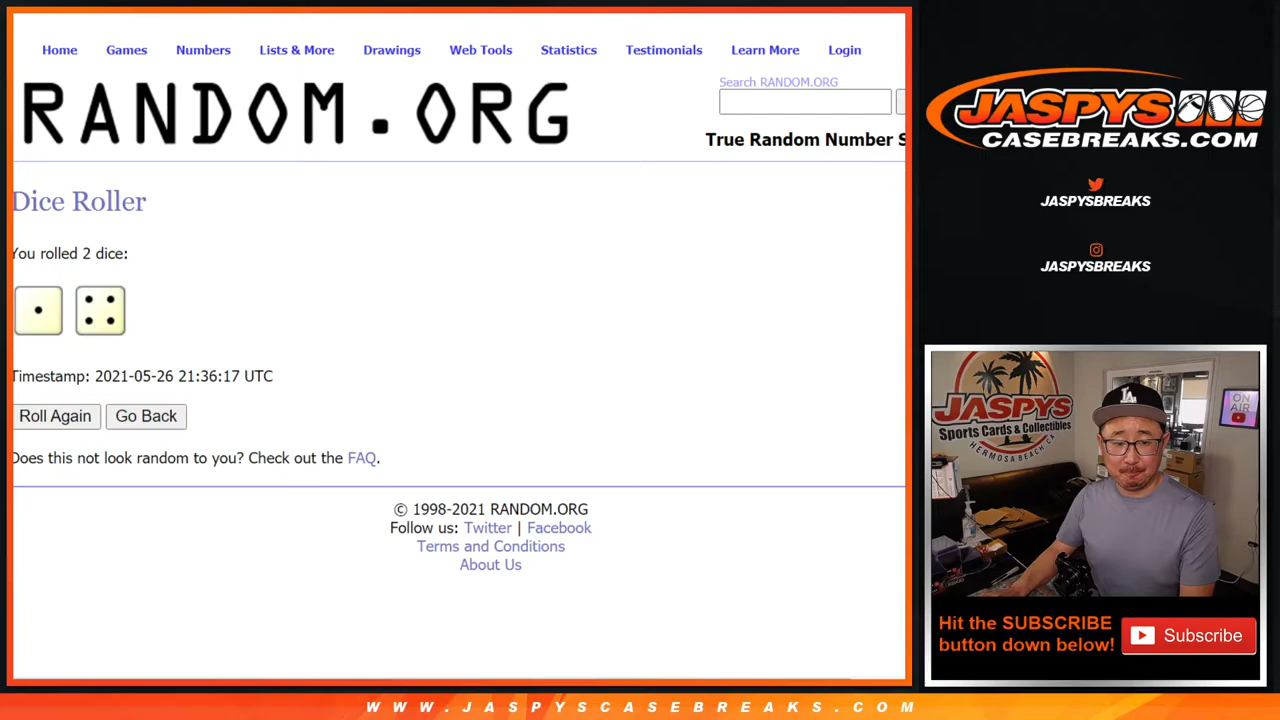 Home Games Numbers Lists & More Drawings Web Tools Statistics Testimonials Learn More Login
RANDOM.ORG
Search RANDOM.ORG
True Random Number S
Dice Roller
You rolled 2 dice:
Timestamp: 2021-05-26 21:36:17 UTC
Roll Again Go Back
Does this not look random to you? Check out the FAQ.
© 1998-2021 RANDOM.ORG
Follow us: Twitter | Facebook
Terms and Conditions
About Us
JASPYS
CASEBREAKS.COM
JASPYSBREAKS
JASPYSBREAKS
JASPYS
Sports Cards & Collectibles
HERMOSA BEACH, CA
LA
ON
AIR
Hit the SUBSCRIBE
button down below!
Subscribe
WWW.JASPYSCASEBREAKS.COM